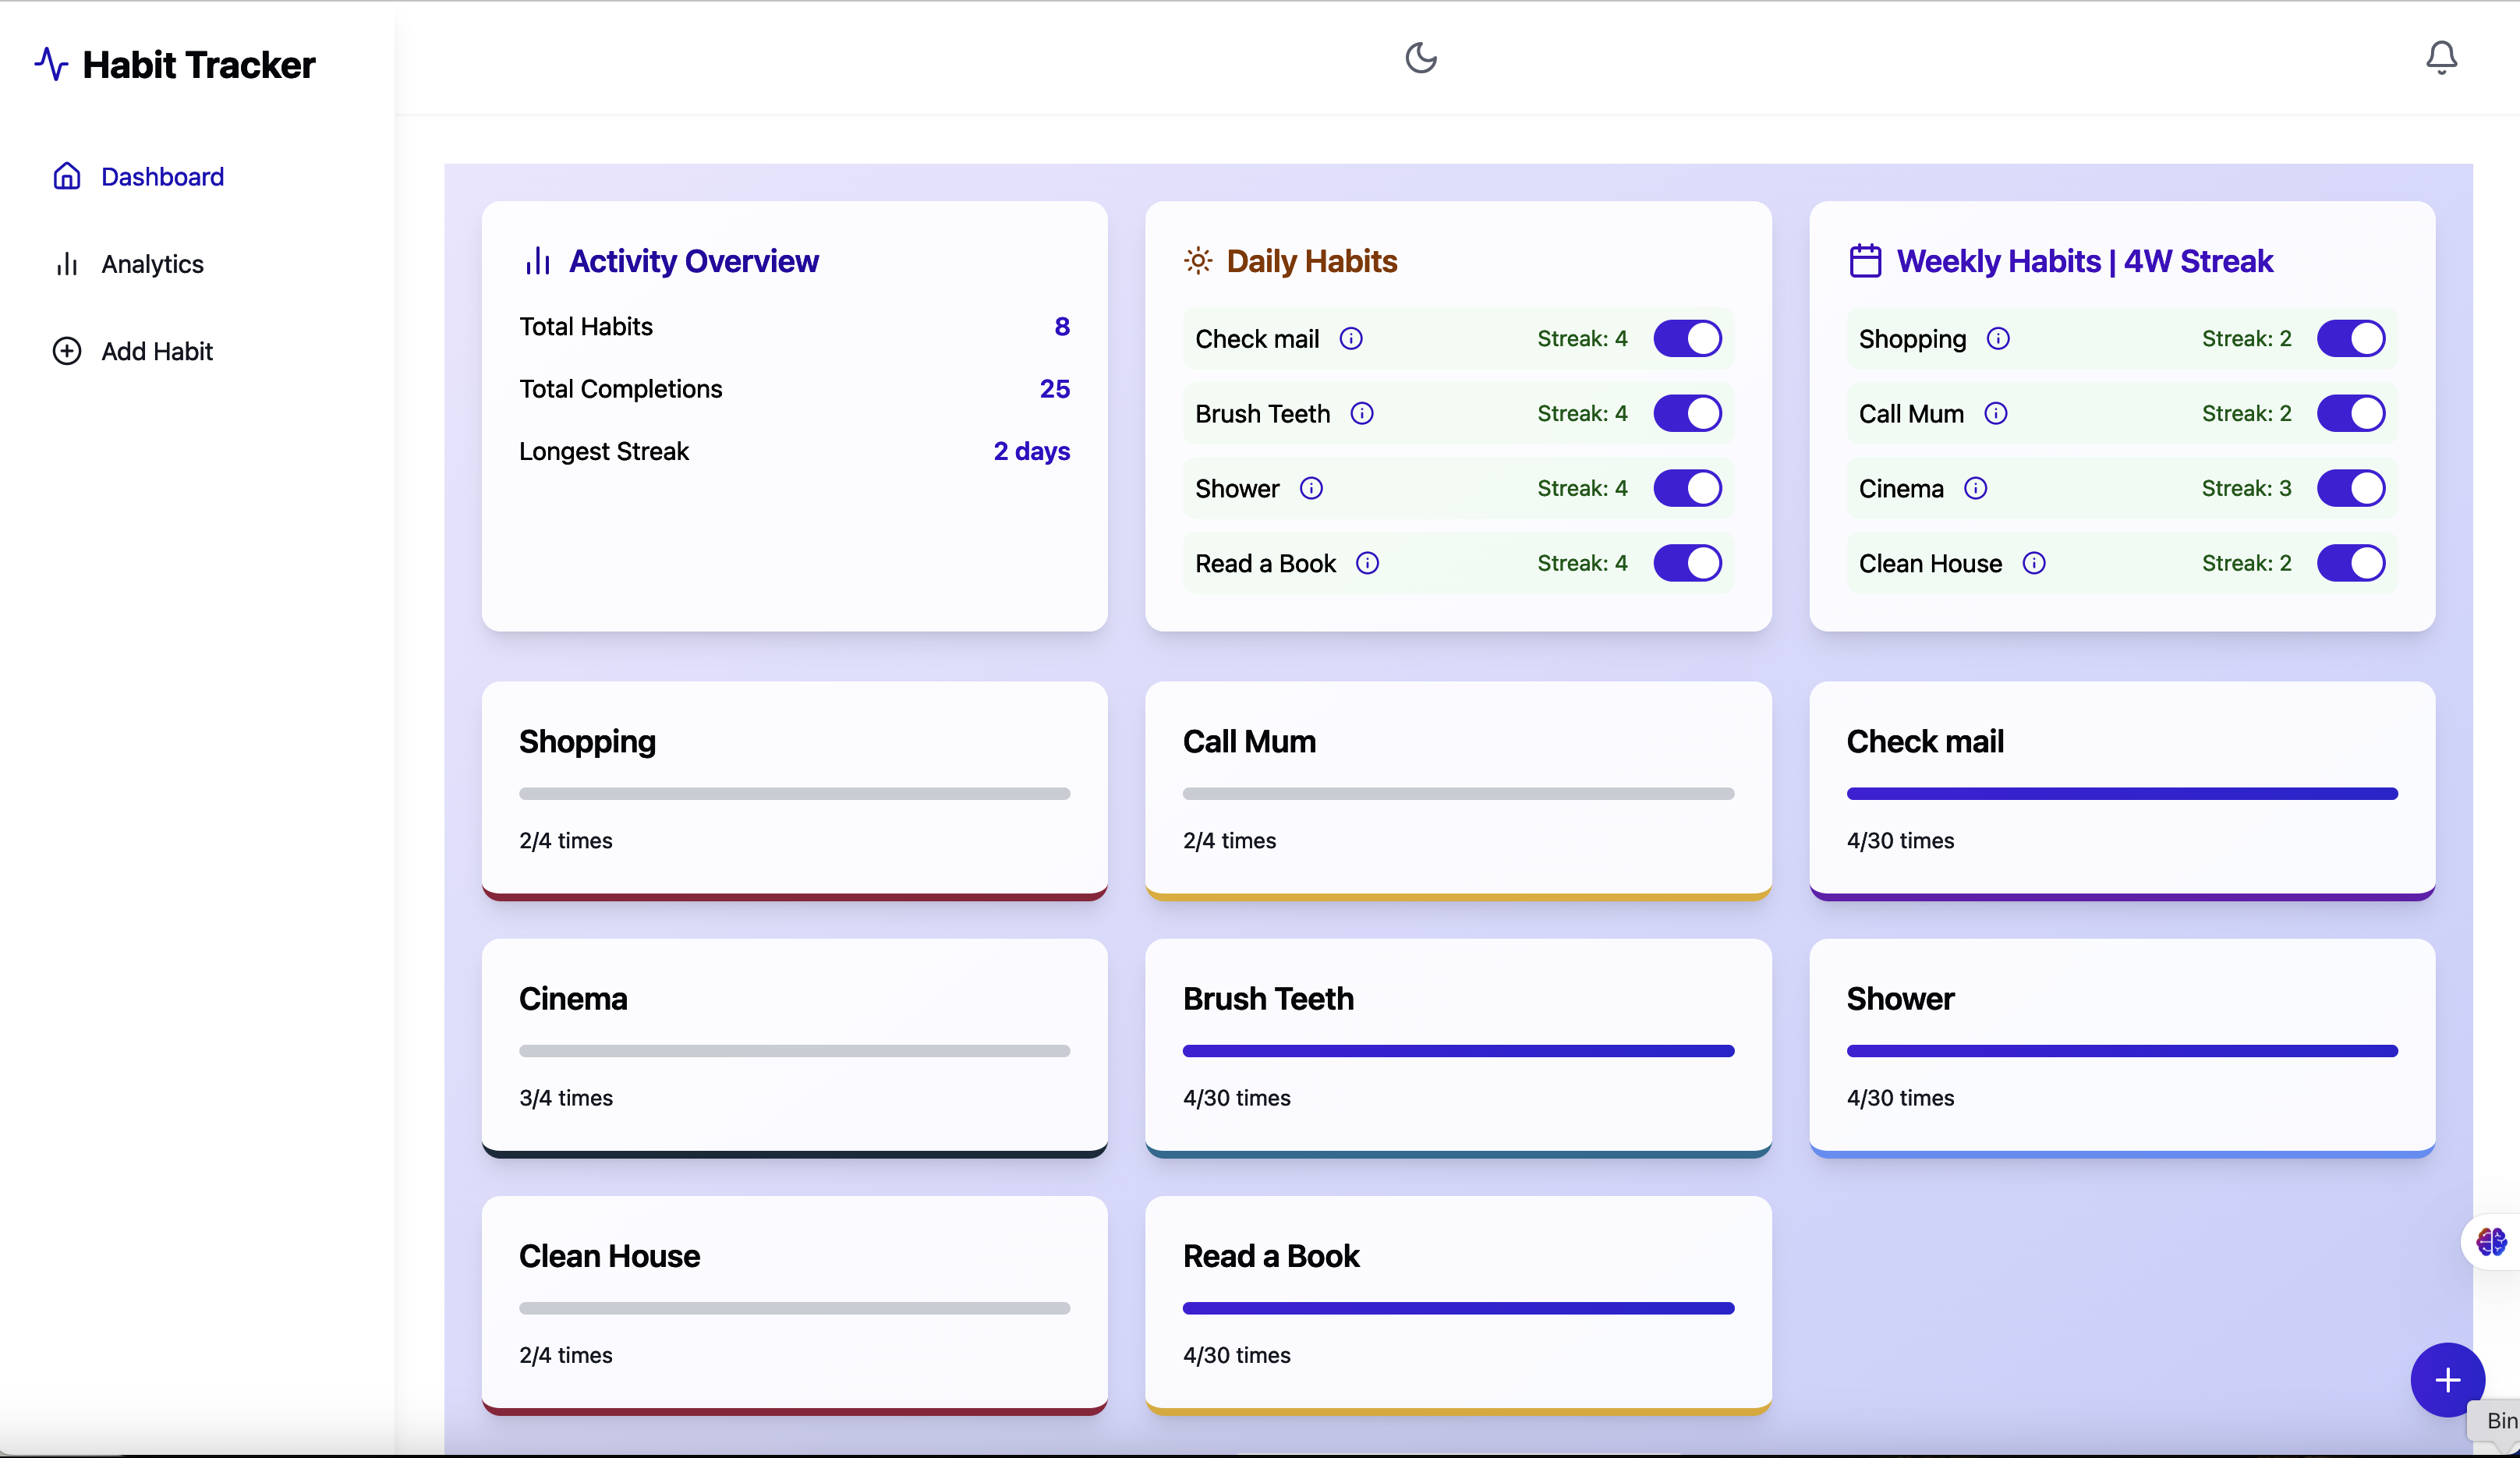 Habit Tracker
Dashboard
Analytics
Add Habit
Activity Overview
Total Habits 8
Total Completions 25
Longest Streak 2 days
Daily Habits
Check mail Streak: 4
Brush Teeth Streak: 4
Shower Streak: 4
Read a Book Streak: 4
Weekly Habits | 4W Streak
Shopping Streak: 2
Call Mum Streak: 2
Cinema Streak: 3
Clean House Streak: 2
Shopping
2/4 times
Call Mum
2/4 times
Check mail
4/30 times
Cinema
3/4 times
Brush Teeth
4/30 times
Shower
4/30 times
Clean House
2/4 times
Read a Book
4/30 times
Bin